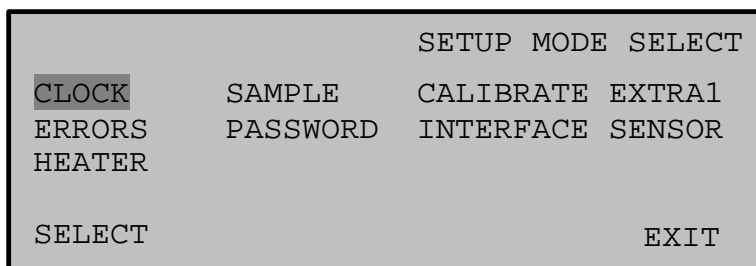 SETUP MODE SELECT
CLOCK SAMPLE CALIBRATE EXTRA1
ERRORS PASSWORD INTERFACE SENSOR
HEATER
SELECT EXIT